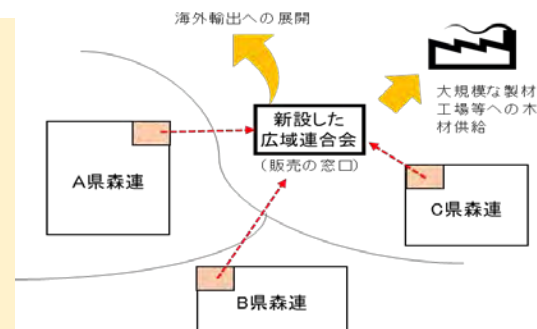 海外輸出への展開
大規模な製材
工場等への木
材供給
新設した
広域連合会
(販売の窓口)
A県森連
C県森連
B県森連